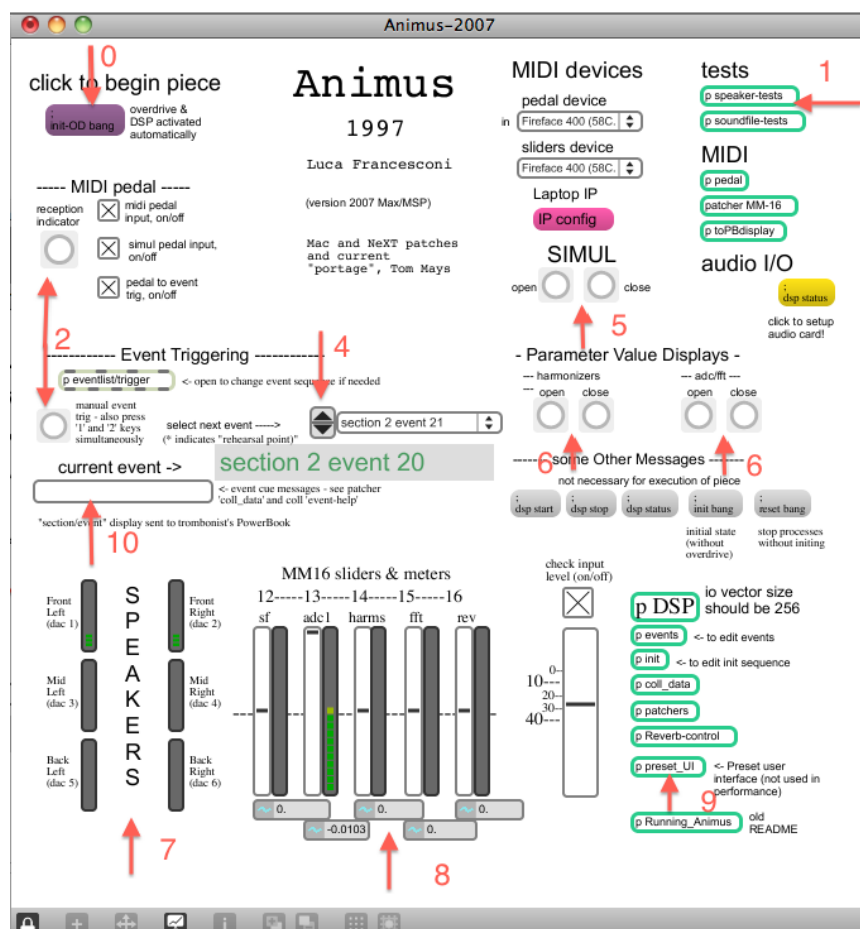 Animus-2007
0
click to begin piece
;
init-OD bang
overdrive &
DSP activated
automatically
Animus
1997
Luca Francesconi
(version 2007 Max/MSP)
Mac and NeXT patches
and current
"portage", Tom Mays
MIDI devices
pedal device
in
Fireface 400 (58C.
sliders device
Fireface 400 (58C.
Laptop IP
IP config
SIMUL
open
close
5
tests
1
p speaker-tests
p soundfile-tests
MIDI
p pedal
patcher MM-16
p toPBdisplay
audio I/O
;
dsp status
click to setup
audio card!
----- MIDI pedal -----
reception
indicator
midi pedal
input, on/off
simul pedal input,
on/off
pedal to event
trig, on/off
2
4
------------ Event Triggering ------------
p eventlist/trigger
<- open to change event sequence if needed
manual event
trig - also press
'1' and '2' keys
simultaneously
select next event ----->
(* indicates "rehearsal point)"
section 2 event 21
current event ->
section 2 event 20
<- event cue messages - see patcher
'coll_data' and coll 'event-help'
"section/event" display sent to trombonist's PowerBook
10
- Parameter Value Displays -
--- harmonizers
---
open
close
--- adc/fft ---
open
close
6
6
------ some Other Messages -------
not necessary for execution of piece
;
dsp start
;
dsp stop
;
dsp status
;
init bang
;
reset bang
initial state
(without
overdrive)
stop processes
without initing
Front
Left
(dac 1)
Mid
Left
(dac 3)
Back
Left
(dac 5)
S
P
E
A
K
E
R
S
Front
Right
(dac 2)
Mid
Right
(dac 4)
Back
Right
(dac 6)
7
MM16 sliders & meters
12-----13-----14-----15-----16
sf
adc1
harms
fft
rev
0.
-0.0103
0.
0.
0.
8
check input
level (on/off)
0--
10---
20--
30--
40---
p DSP
io vector size
should be 256
p events
<- to edit events
p init
<- to edit init sequence
p coll_data
p patchers
p Reverb-control
p preset_UI
<- Preset user
interface (not used in
performance)
9
p Running_Animus
old
README